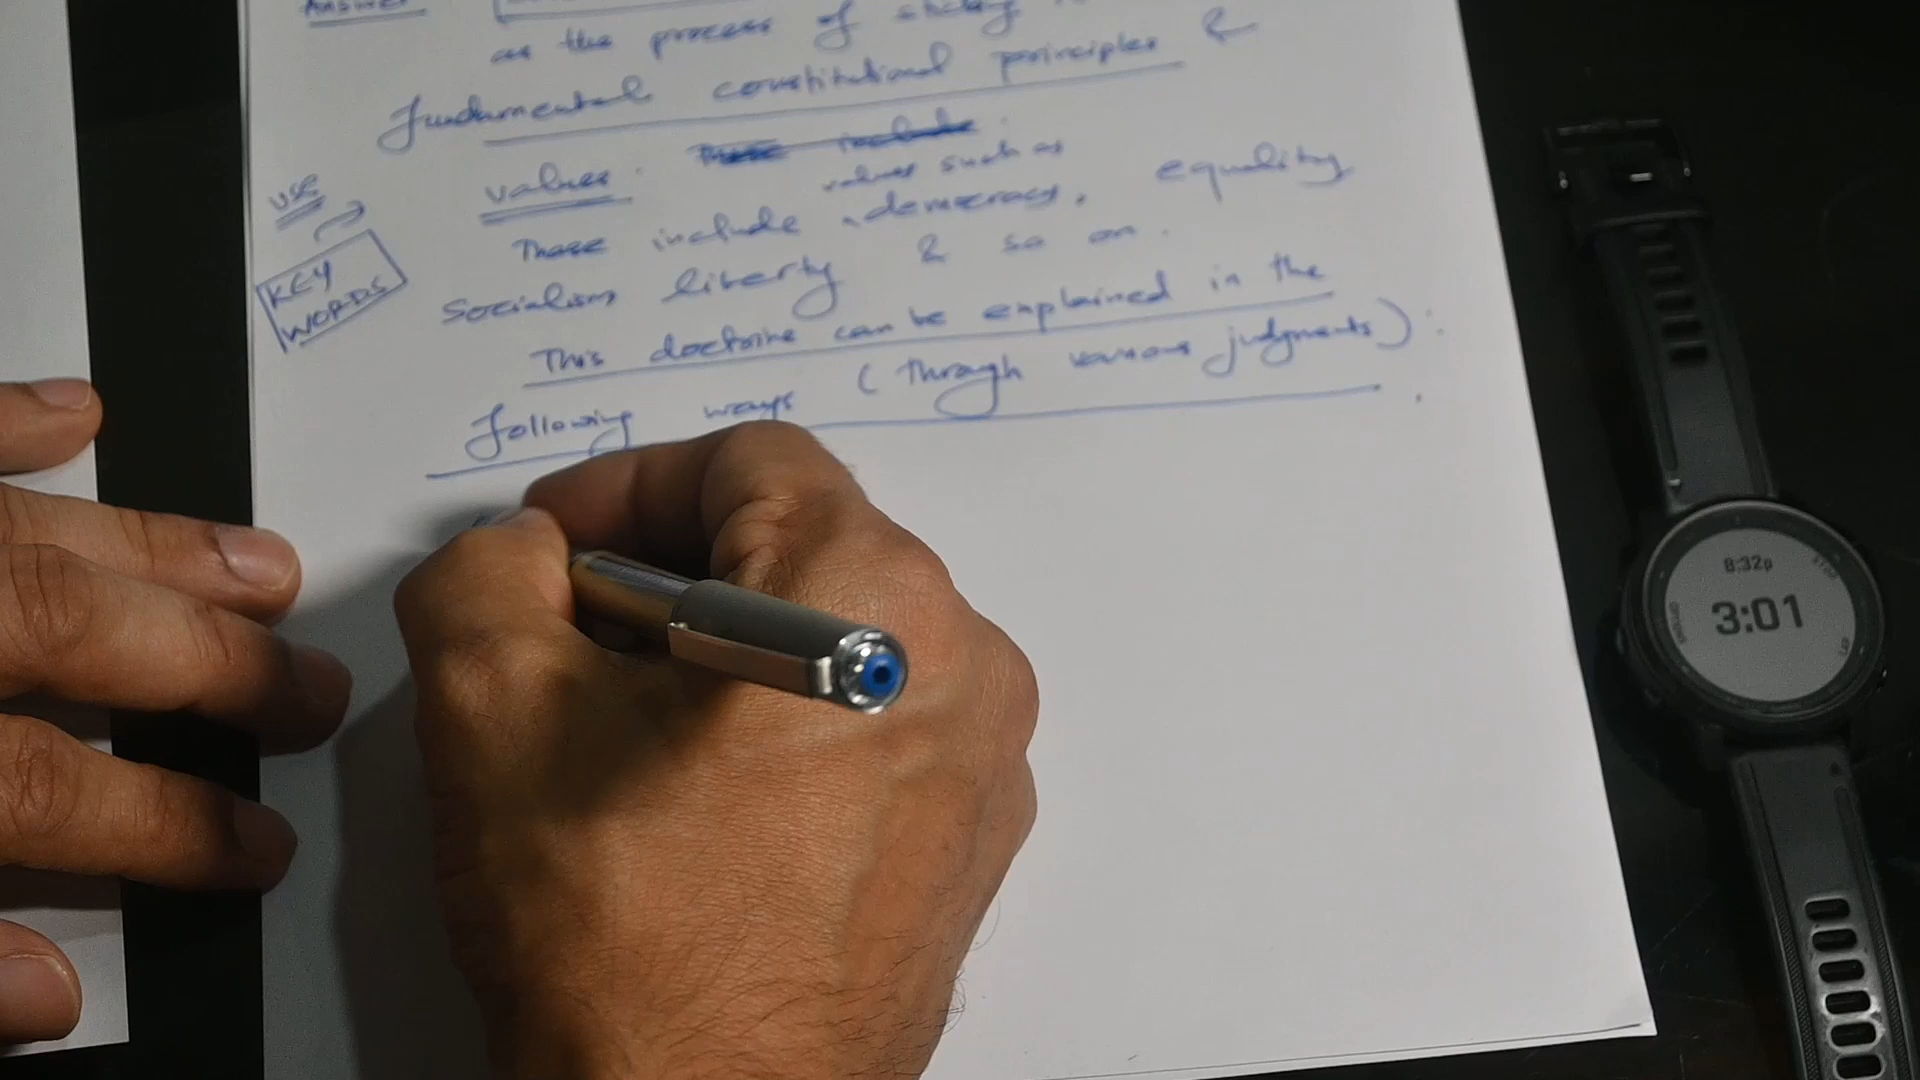 Answer
as the process of
fundamental constitutional principles &
values. These include
values such as
These include democracy, equality
socialism liberty & so on.
This doctrine can be explained in the
following ways (through various judgments):
USE
KEY
WORDS
8:32p
3:01